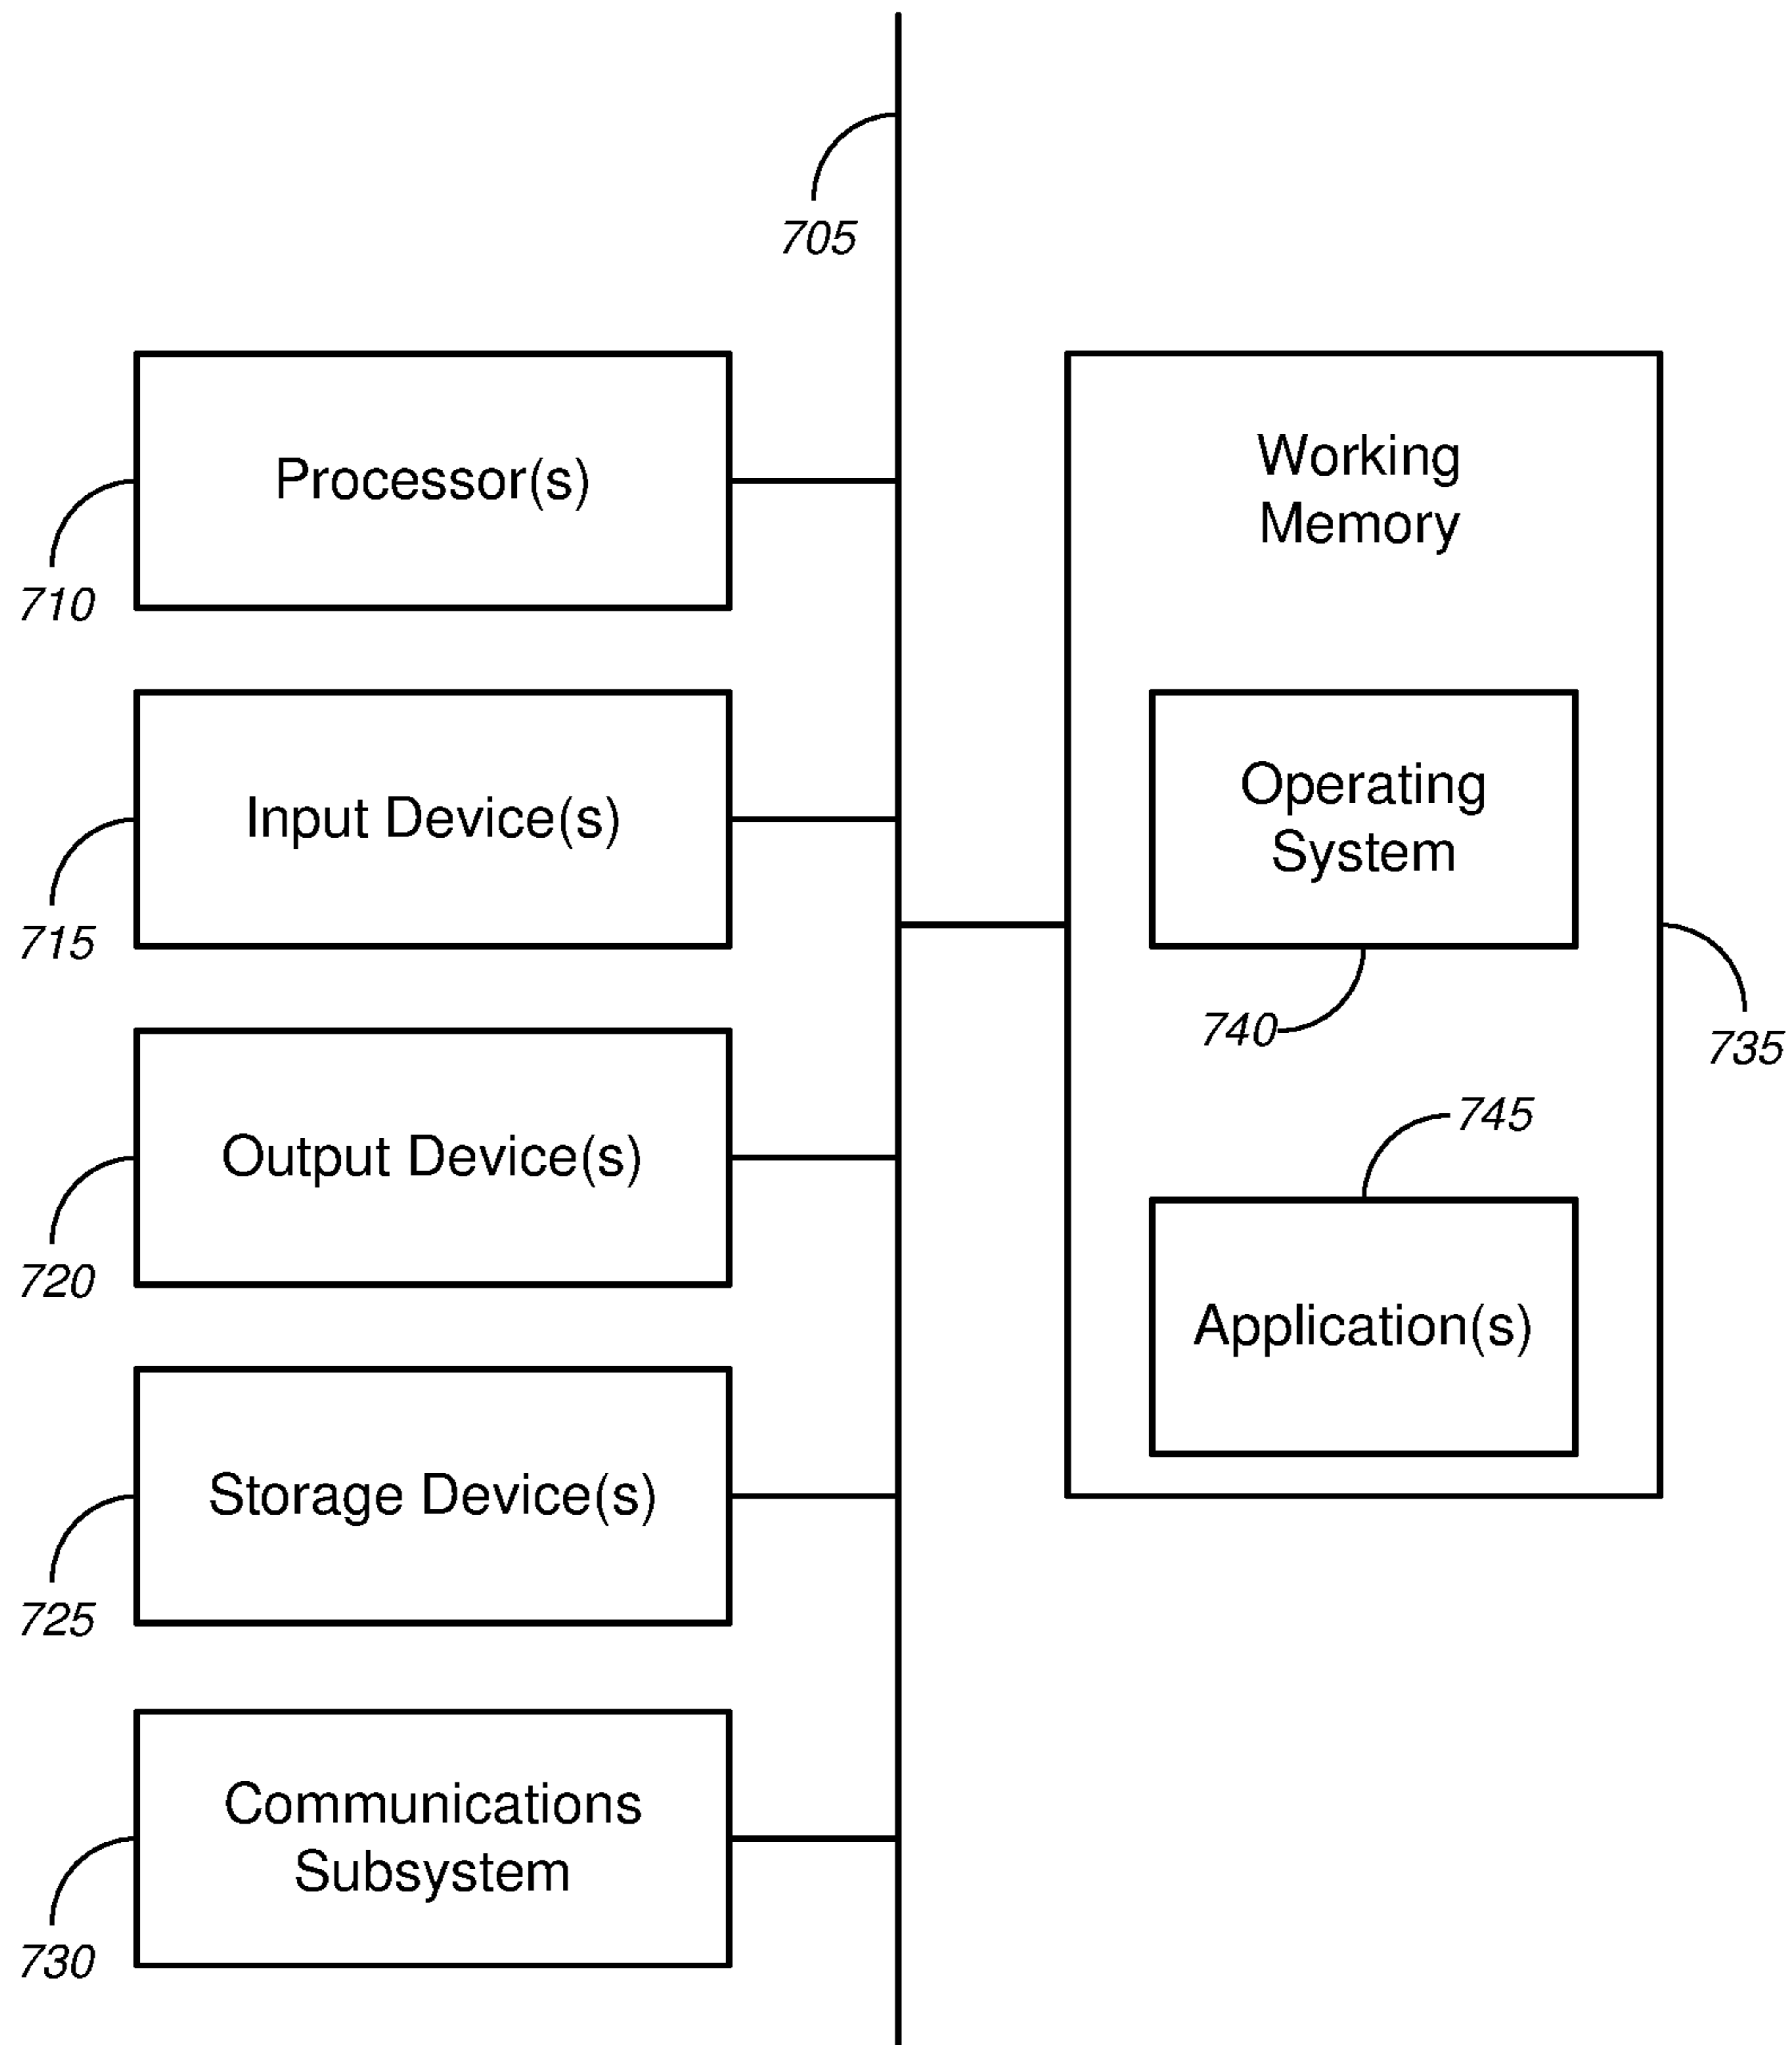 705
Processor(s)
710
Input Device(s)
715
Output Device(s)
720
Storage Device(s)
725
Communications
Subsystem
730
Working
Memory
Operating
System
740
735
745
Application(s)